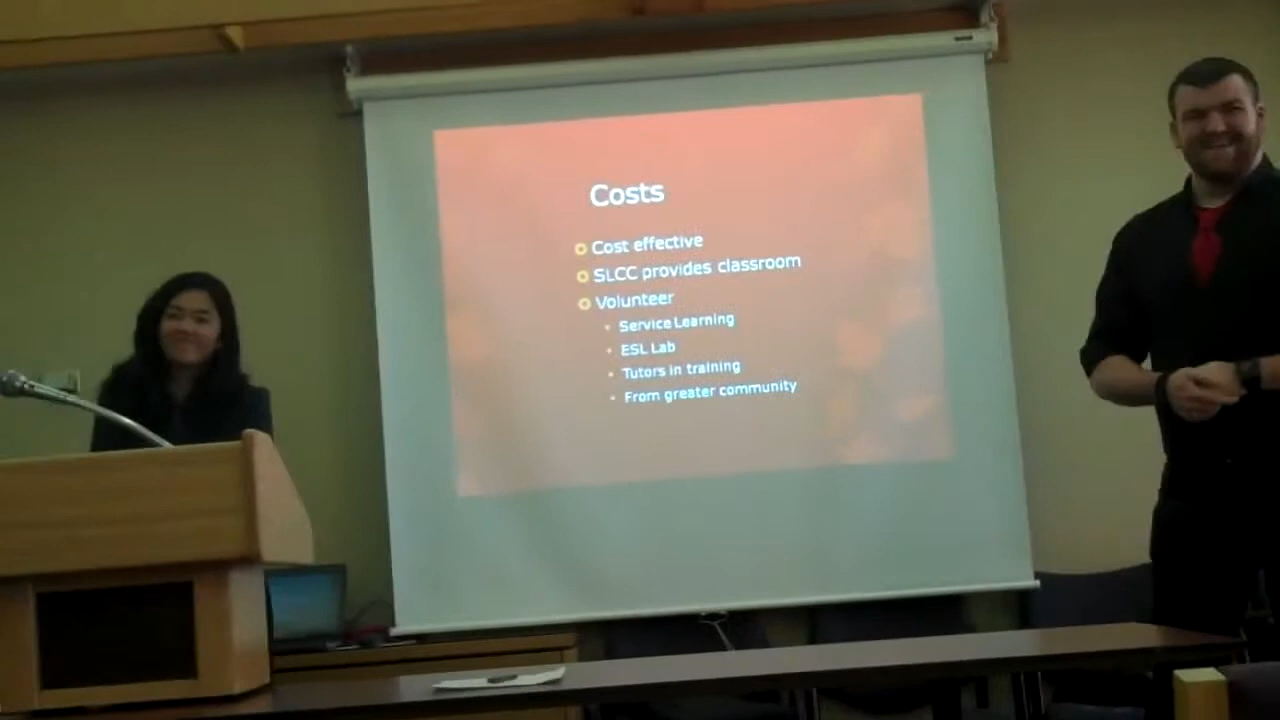 Costs
Cost effective
SLCC provides classroom
Volunteer
Service Learning
ESL Lab
Tutors in training
From greater community